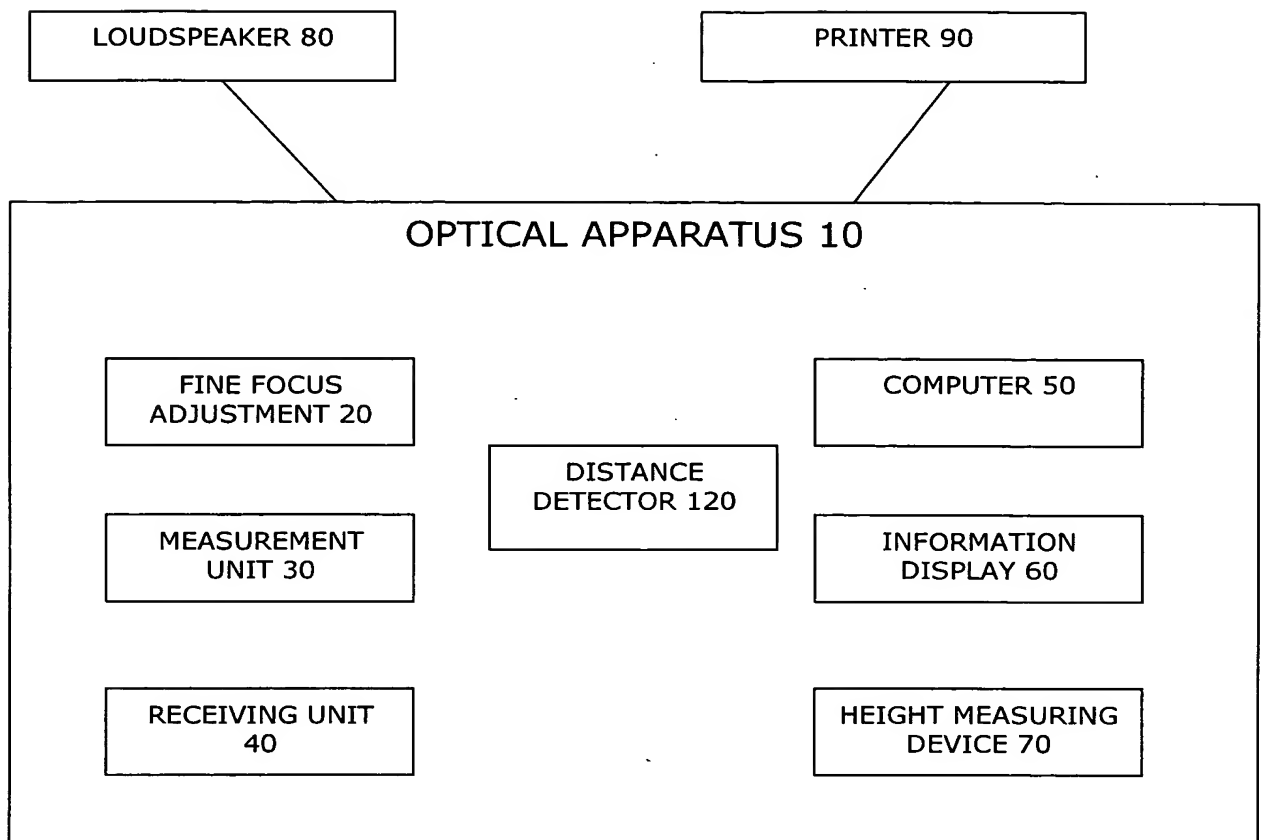 LOUDSPEAKER 80
PRINTER 90
OPTICAL APPARATUS 10
FINE FOCUS
ADJUSTMENT 20
COMPUTER 50
DISTANCE
DETECTOR 120
MEASUREMENT
UNIT 30
INFORMATION
DISPLAY 60
RECEIVING UNIT
40
HEIGHT MEASURING
DEVICE 70